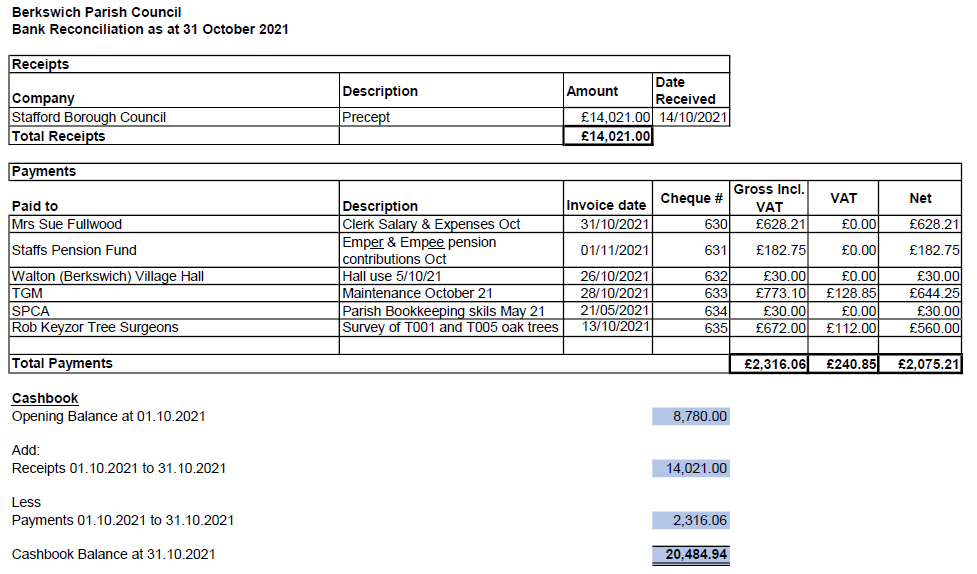 Berkswich Parish Council
Bank Reconciliation as at 31 October 2021
Receipts
Company Description Amount Date Received
Stafford Borough Council Precept £14,021.00 14/10/2021
Total Receipts £14,021.00
Payments
Paid to Description Invoice date Cheque # Gross Incl. VAT VAT Net
Mrs Sue Fullwood Clerk Salary & Expenses Oct 31/10/2021 630 £628.21 £0.00 £628.21
Staffs Pension Fund Emper & Empee pension contributions Oct 01/11/2021 631 £182.75 £0.00 £182.75
Walton (Berkswich) Village Hall Hall use 5/10/21 26/10/2021 632 £30.00 £0.00 £30.00
TGM Maintenance October 21 28/10/2021 633 £773.10 £128.85 £644.25
SPCA Parish Bookkeeping skils May 21 21/05/2021 634 £30.00 £0.00 £30.00
Rob Keyzor Tree Surgeons Survey of T001 and T005 oak trees 13/10/2021 635 £672.00 £112.00 £560.00
Total Payments £2,316.06 £240.85 £2,075.21
Cashbook
Opening Balance at 01.10.2021 8,780.00
Add:
Receipts 01.10.2021 to 31.10.2021 14,021.00
Less
Payments 01.10.2021 to 31.10.2021 2,316.06
Cashbook Balance at 31.10.2021 20,484.94